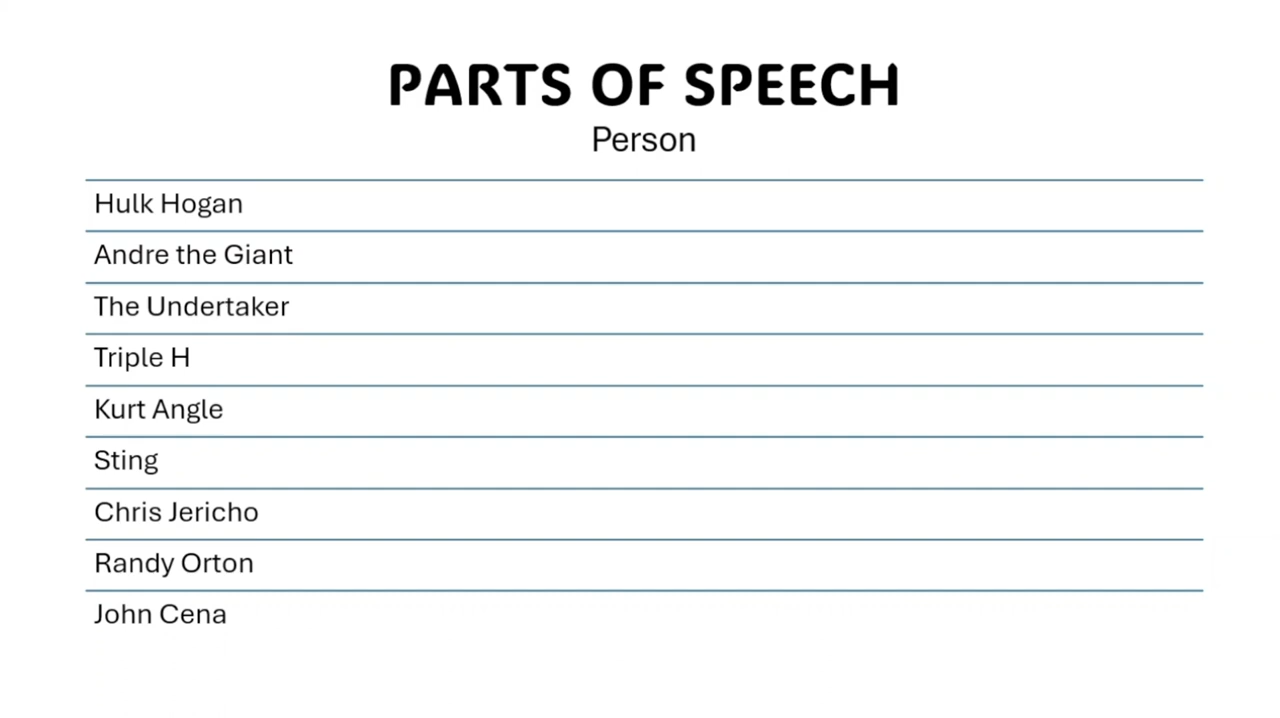 PARTS OF SPEECH
Person
Hulk Hogan
Andre the Giant
The Undertaker
Triple H
Kurt Angle
Sting
Chris Jericho
Randy Orton
John Cena